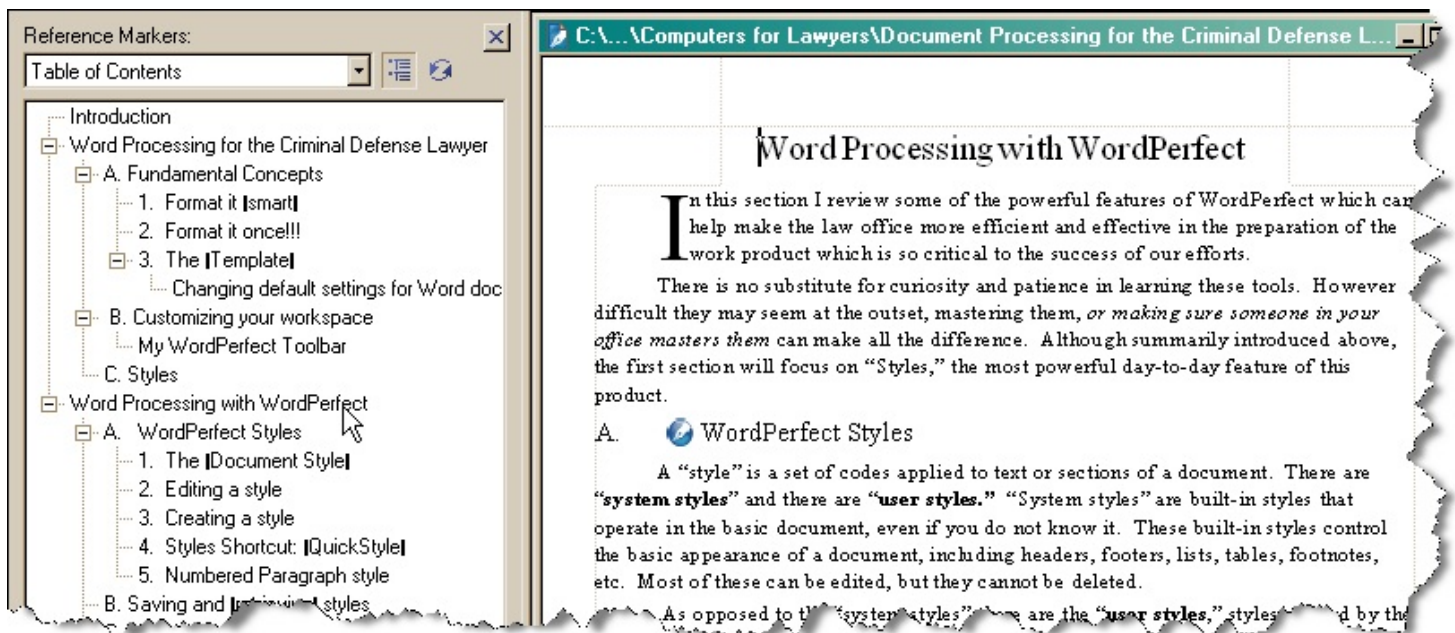 Reference Markers:
Table of Contents
Introduction
Word Processing for the Criminal Defense Lawyer
A. Fundamental Concepts
1. Format it |smart|
2. Format it once!!!
3. The |Template|
Changing default settings for Word doc
B. Customizing your workspace
My WordPerfect Toolbar
C. Styles
Word Processing with WordPerfect
A. WordPerfect Styles
1. The |Document Style|
2. Editing a style
3. Creating a style
4. Styles Shortcut: |QuickStyle|
5. Numbered Paragraph style
B. Saving and styles
C:\...\Computers for Lawyers\Document Processing for the Criminal Defense L...
Word Processing with WordPerfect
In this section I review some of the powerful features of WordPerfect which can
help make the law office more efficient and effective in the preparation of the
work product which is so critical to the success of our efforts.
There is no substitute for curiosity and patience in learning these tools. However
difficult they may seem at the outset, mastering them, or making sure someone in your
office masters them can make all the difference. Although summarily introduced above,
the first section will focus on “Styles,” the most powerful day-to-day feature of this
product.
A. WordPerfect Styles
A “style” is a set of codes applied to text or sections of a document. There are
“system styles” and there are “user styles.” “System styles” are built-in styles that
operate in the basic document, even if you do not know it. These built-in styles control
the basic appearance of a document, including headers, footers, lists, tables, footnotes,
etc. Most of these can be edited, but they cannot be deleted.
As opposed to “system styles” are the “user styles,” styles by the